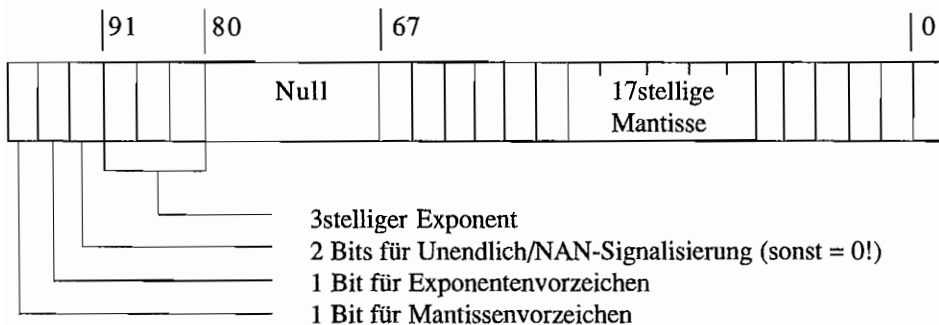 91 80 67 0
Null 17stellige
Mantisse
3stelliger Exponent
2 Bits für Unendlich/NAN-Signalisierung (sonst = 0!)
1 Bit für Exponentenvorzeichen
1 Bit für Mantissenvorzeichen